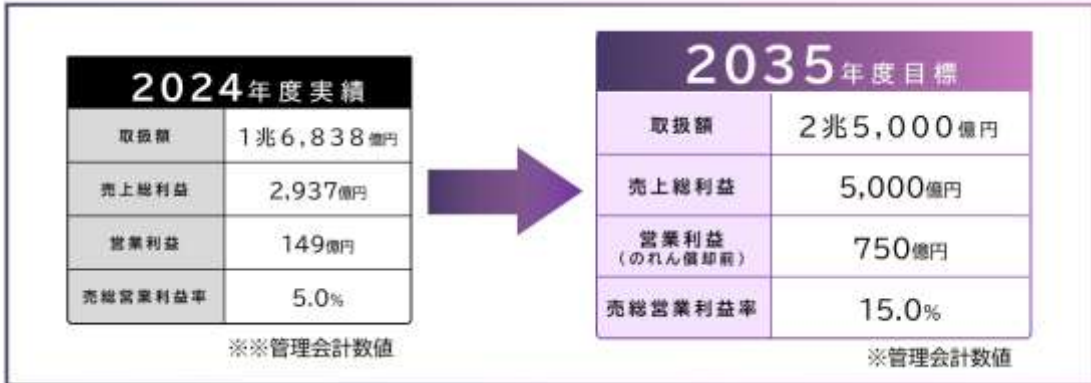 2024年度実績
取扱額 1兆6,838億円
売上総利益 2,937億円
営業利益 149億円
売総営業利益率 5.0%
※※管理会計数値
2035年度目標
取扱額 2兆5,000億円
売上総利益 5,000億円
営業利益 750億円
(のれん償却前)
売総営業利益率 15.0%
※管理会計数値